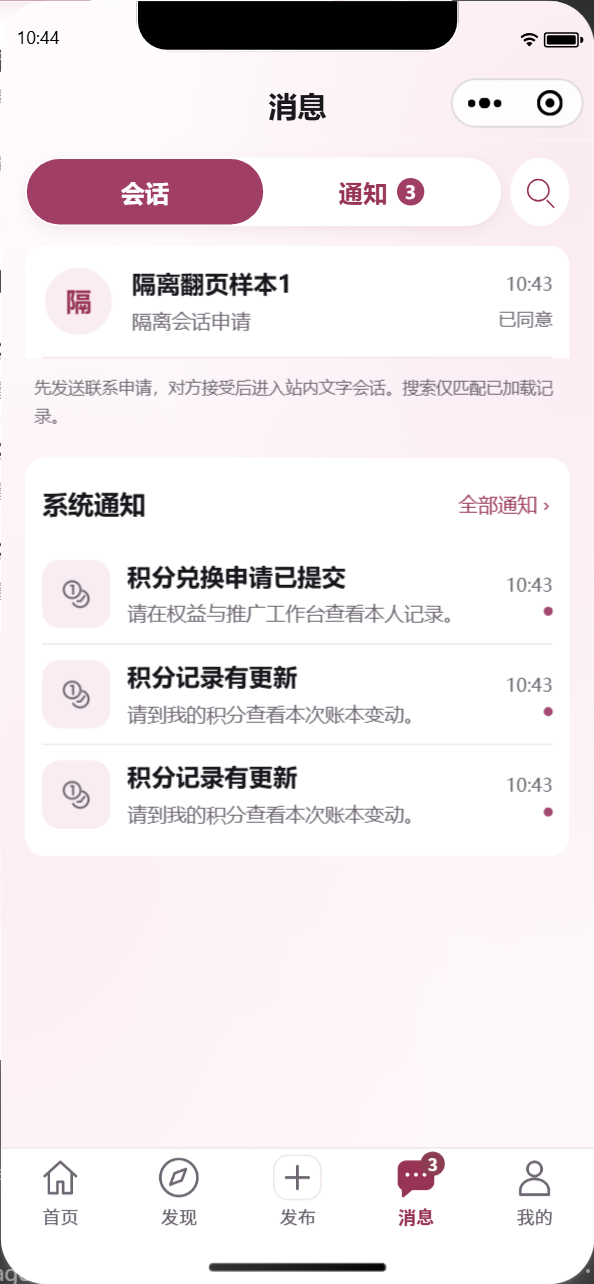 10:44
消息
会话
通知 3
隔
隔离翻页样本1
10:43
隔离会话申请
已同意
先发送联系申请，对方接受后进入站内文字会话。搜索仅匹配已加载记
录。
系统通知
全部通知 ›
积分兑换申请已提交
10:43
请在权益与推广工作台查看本人记录。
积分记录有更新
10:43
请到我的积分查看本次账本变动。
积分记录有更新
10:43
请到我的积分查看本次账本变动。
3
首页
发现
发布
消息
我的